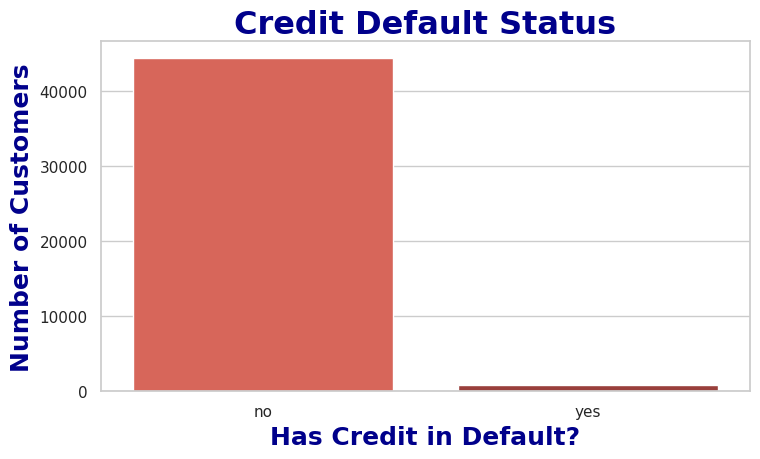 Credit Default Status
Number of Customers
40000
30000
20000
10000
0
no yes
Has Credit in Default?